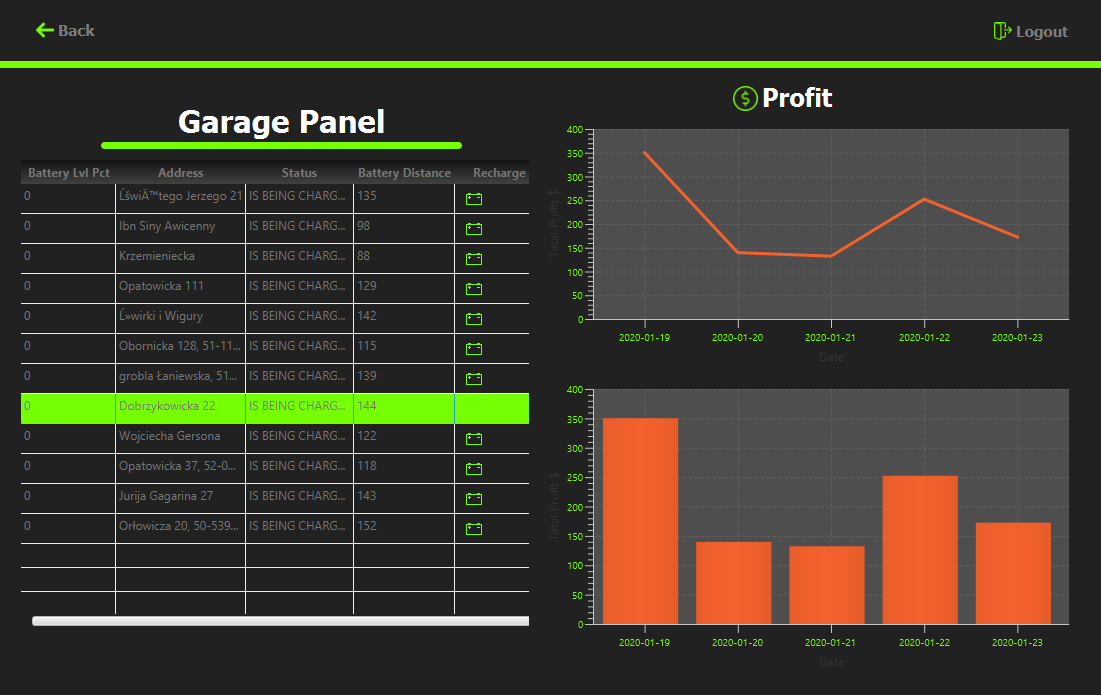 Back
Logout
Garage Panel
Battery Lvl Pct Address Status Battery Distance Recharge
0 ĹšwiÄ™tego Jerzego 21 IS BEING CHARG... 135
0 Ibn Siny Awicenny IS BEING CHARG... 98
0 Krzemieniecka IS BEING CHARG... 88
0 Opatowicka 111 IS BEING CHARG... 129
0 Ĺ»wirki i Wigury IS BEING CHARG... 142
0 Obornicka 128, 51-11... IS BEING CHARG... 115
0 grobla Łaniewska, 51... IS BEING CHARG... 139
0 Dobrzykowicka 22 IS BEING CHARG... 144
0 Wojciecha Gersona IS BEING CHARG... 122
0 Opatowicka 37, 52-0... IS BEING CHARG... 118
0 Jurija Gagarina 27 IS BEING CHARG... 143
0 Orłowicza 20, 50-539... IS BEING CHARG... 152
$ Profit
Total Profit $
400
350
300
250
200
150
100
50
0
2020-01-19 2020-01-20 2020-01-21 2020-01-22 2020-01-23
Date
Total Profit $
400
350
300
250
200
150
100
50
0
2020-01-19 2020-01-20 2020-01-21 2020-01-22 2020-01-23
Date